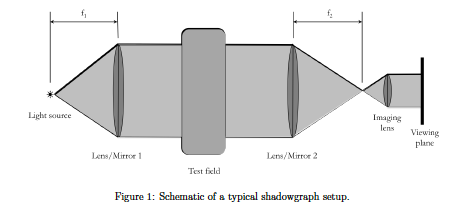 f₁
f₂
Light source
Lens/Mirror 1
Test field
Lens/Mirror 2
Imaging
lens
Viewing
plane
Figure 1: Schematic of a typical shadowgraph setup.